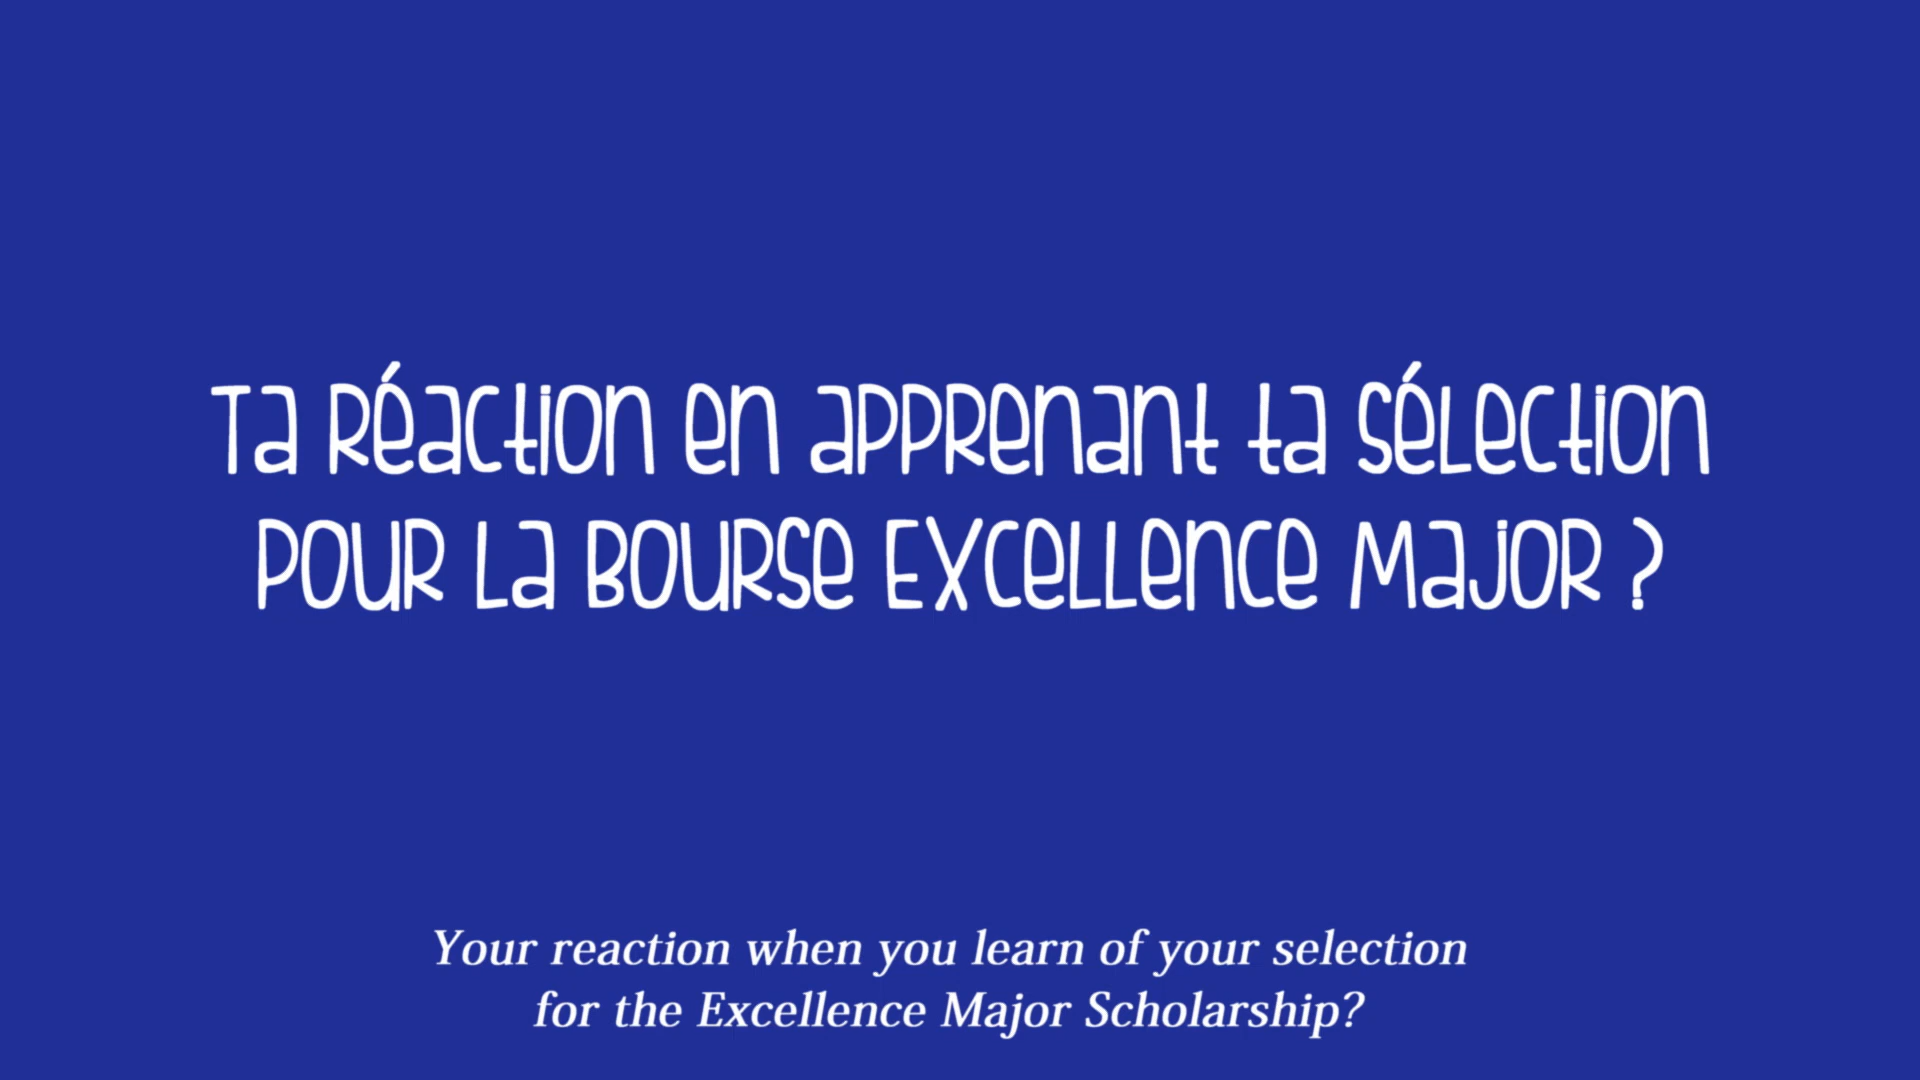 Ta réaction en apprenant ta sélection
pour la bourse Excellence Major ?
Your reaction when you learn of your selection
for the Excellence Major Scholarship?